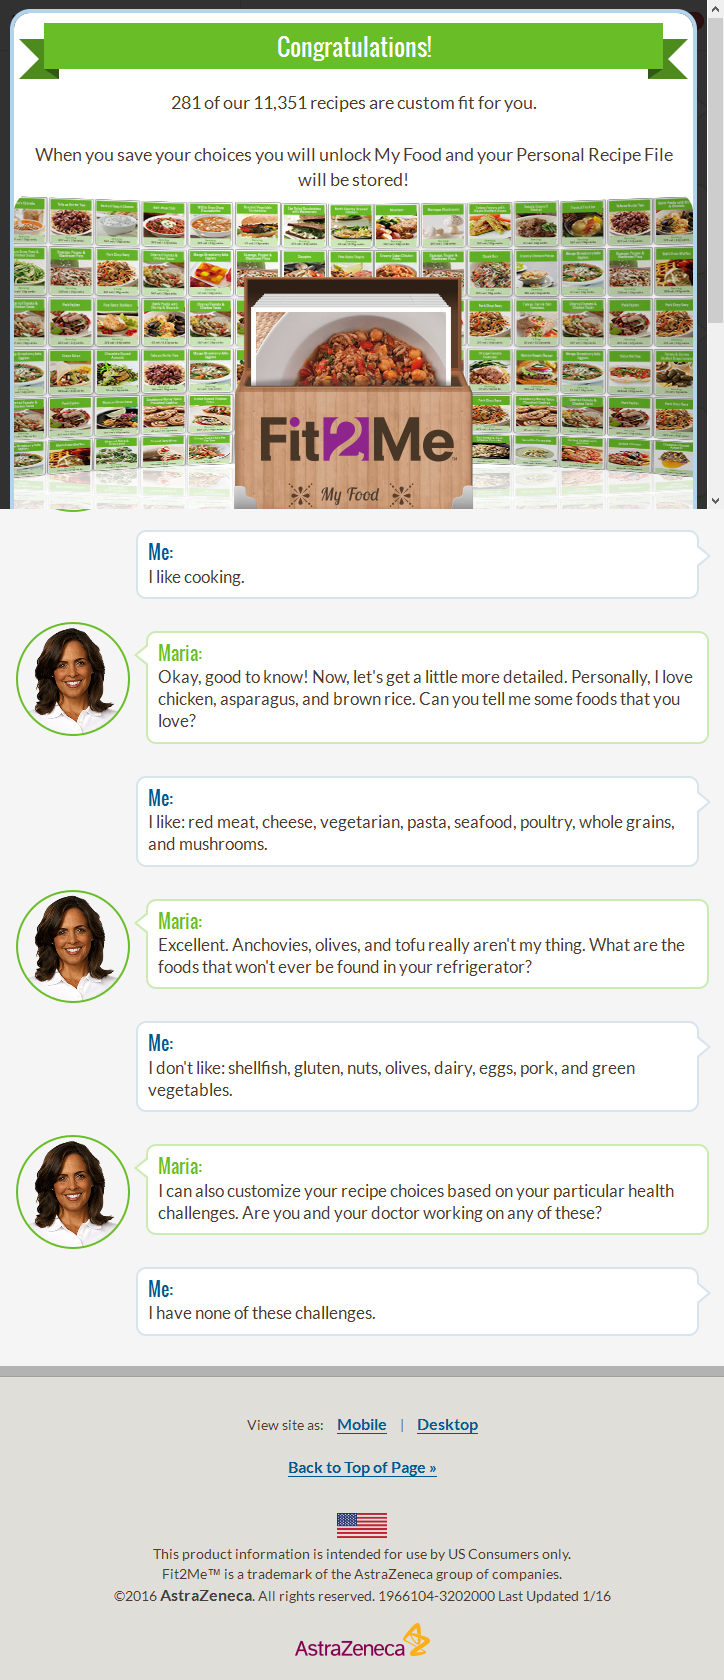 Congratulations!
281 of our 11,351 recipes are custom fit for you.
When you save your choices you will unlock My Food and your Personal Recipe File
will be stored!
Fit2Me™
My Food
Me:
I like cooking.
Maria:
Okay, good to know! Now, let's get a little more detailed. Personally, I love
chicken, asparagus, and brown rice. Can you tell me some foods that you
love?
Me:
I like: red meat, cheese, vegetarian, pasta, seafood, poultry, whole grains,
and mushrooms.
Maria:
Excellent. Anchovies, olives, and tofu really aren't my thing. What are the
foods that won't ever be found in your refrigerator?
Me:
I don't like: shellfish, gluten, nuts, olives, dairy, eggs, pork, and green
vegetables.
Maria:
I can also customize your recipe choices based on your particular health
challenges. Are you and your doctor working on any of these?
Me:
I have none of these challenges.
View site as: Mobile | Desktop
Back to Top of Page »
This product information is intended for use by US Consumers only.
Fit2Me™ is a trademark of the AstraZeneca group of companies.
©2016 AstraZeneca. All rights reserved. 1966104-3202000 Last Updated 1/16
AstraZeneca